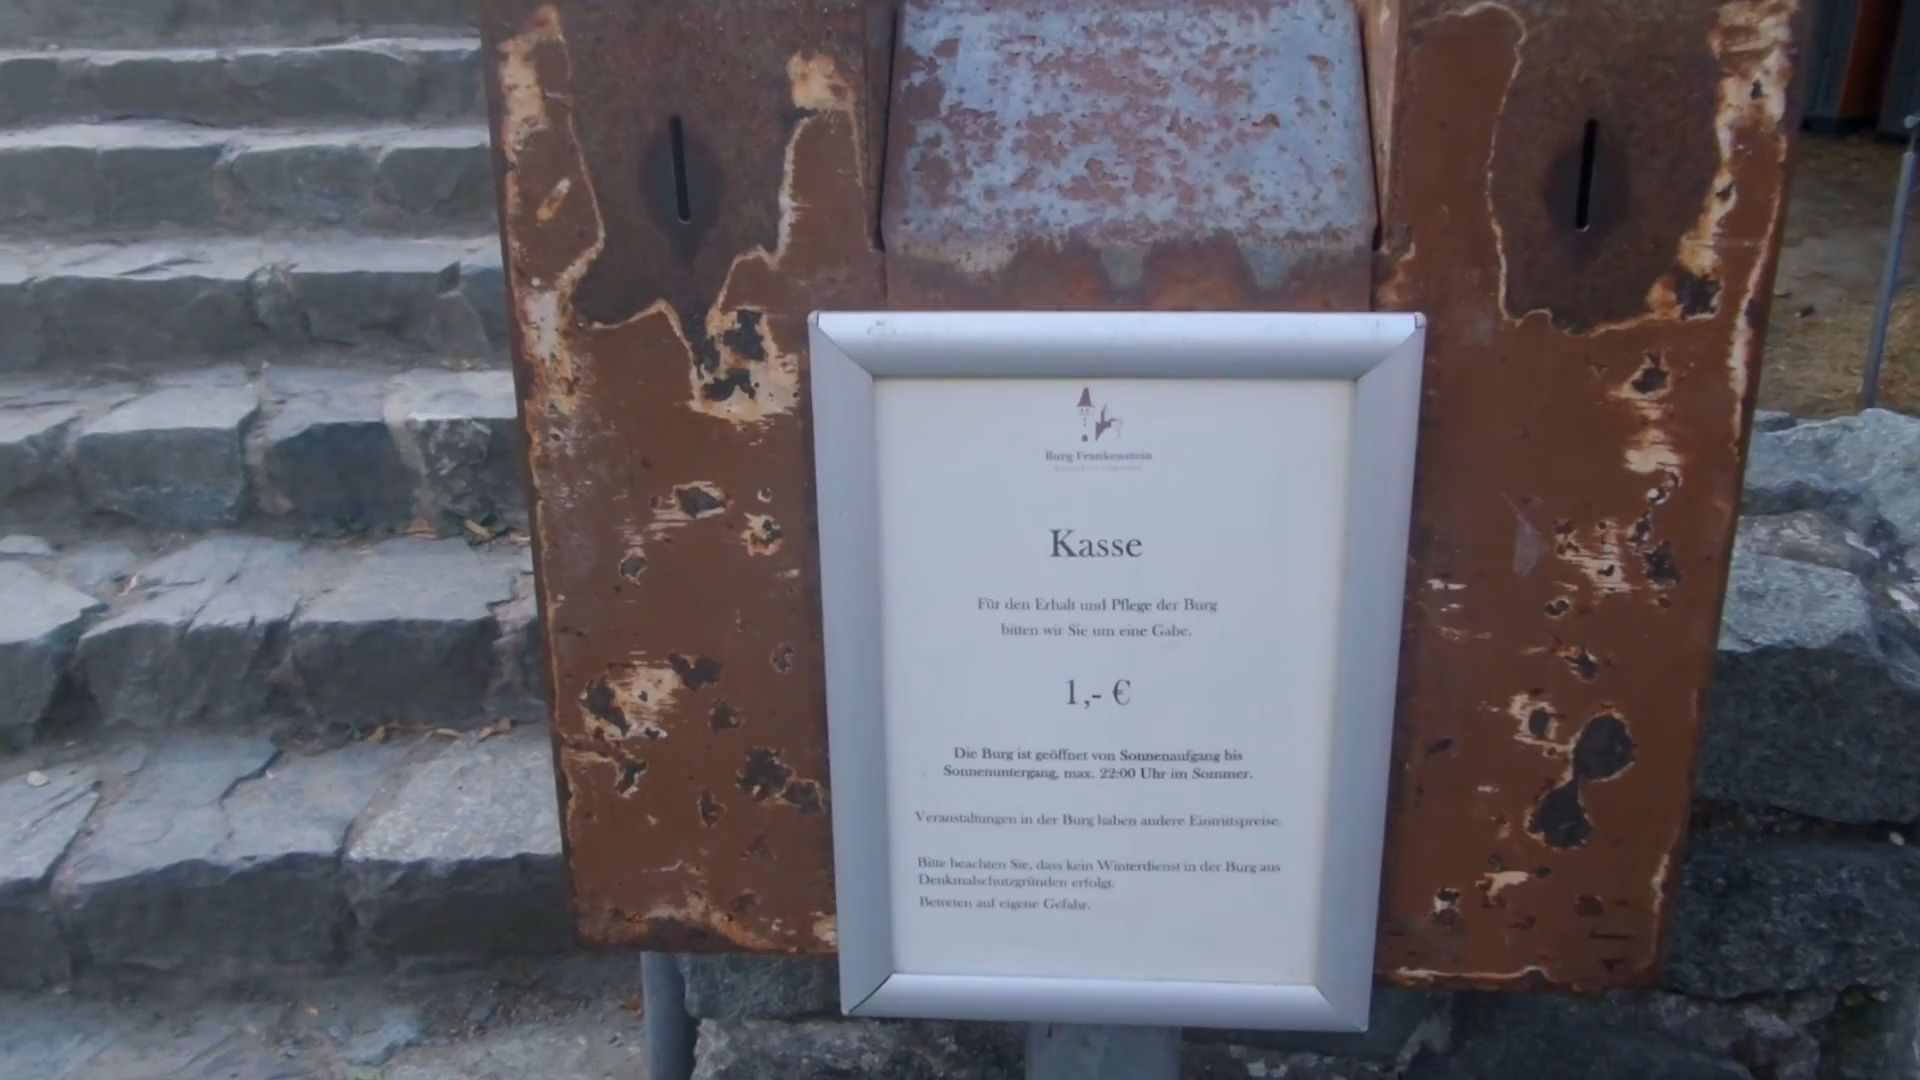 Burg Frankenstein
Kasse
Für den Erhalt und Pflege der Burg
bitten wir Sie um eine Gabe.
1,- €
Die Burg ist geöffnet von Sonnenaufgang bis
Sonnenuntergang, max. 22:00 Uhr im Sommer.
Veranstaltungen in der Burg haben andere Eintrittspreise.
Bitte beachten Sie, dass kein Winterdienst in der Burg aus
Denkmalschutzgründen erfolgt.
Betreten auf eigene Gefahr.